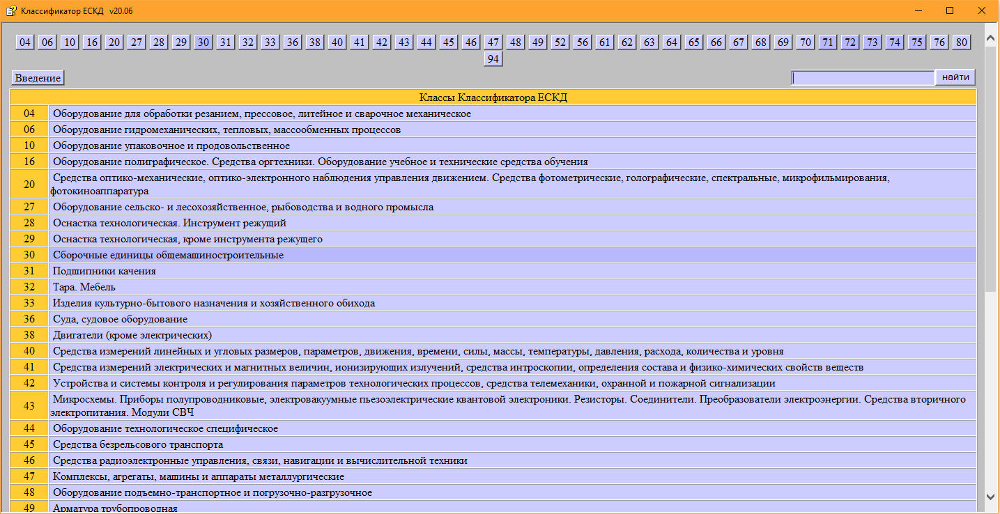 Классификатор ЕСКД v20.06
04 06 10 16 20 27 28 29 30 31 32 33 36 38 40 41 42 43 44 45 46 47 48 49 52 56 61 62 63 64 65 66 67 68 69 70 71 72 73 74 75 76 80
94
Введение найти
Классы Классификатора ЕСКД
04 Оборудование для обработки резанием, прессовое, литейное и сварочное механическое
06 Оборудование гидромеханических, тепловых, массообменных процессов
10 Оборудование упаковочное и продовольственное
16 Оборудование полиграфическое. Средства оргтехники. Оборудование учебное и технические средства обучения
20 Средства оптико-механические, оптико-электронного наблюдения управления движением. Средства фотометрические, голографические, спектральные, микрофильмирования,
фотокиноаппаратура
27 Оборудование сельско- и лесохозяйственное, рыбоводства и водного промысла
28 Оснастка технологическая. Инструмент режущий
29 Оснастка технологическая, кроме инструмента режущего
30 Сборочные единицы общемашиностроительные
31 Подшипники качения
32 Тара. Мебель
33 Изделия культурно-бытового назначения и хозяйственного обихода
36 Суда, судовое оборудование
38 Двигатели (кроме электрических)
40 Средства измерений линейных и угловых размеров, параметров, движения, времени, силы, массы, температуры, давления, расхода, количества и уровня
41 Средства измерений электрических и магнитных величин, ионизирующих излучений, средства интроскопии, определения состава и физико-химических свойств веществ
42 Устройства и системы контроля и регулирования параметров технологических процессов, средства телемеханики, охранной и пожарной сигнализации
43 Микросхемы. Приборы полупроводниковые, электровакуумные пьезоэлектрические квантовой электроники. Резисторы. Соединители. Преобразователи электроэнергии. Средства вторичного
электропитания. Модули СВЧ
44 Оборудование технологическое специфическое
45 Средства безрельсового транспорта
46 Средства радиоэлектронные управления, связи, навигации и вычислительной техники
47 Комплексы, агрегаты, машины и аппараты металлургические
48 Оборудование подъемно-транспортное и погрузочно-разгрузочное
49 Арматура трубопроводная